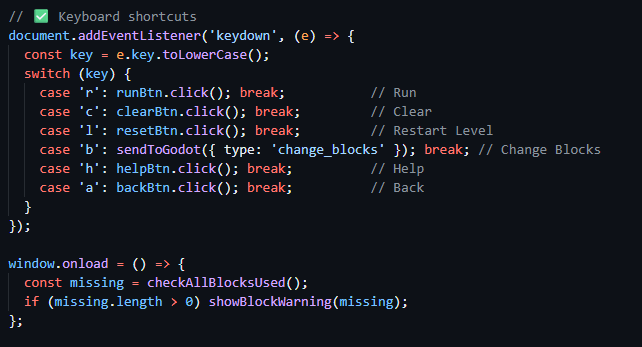 // ✅ Keyboard shortcuts
document.addEventListener('keydown', (e) => {
  const key = e.key.toLowerCase();
  switch (key) {
    case 'r': runBtn.click(); break;           // Run
    case 'c': clearBtn.click(); break;         // Clear
    case 'l': resetBtn.click(); break;         // Restart Level
    case 'b': sendToGodot({ type: 'change_blocks' }); break; // Change Blocks
    case 'h': helpBtn.click(); break;          // Help
    case 'a': backBtn.click(); break;          // Back
  }
});

window.onload = () => {
  const missing = checkAllBlocksUsed();
  if (missing.length > 0) showBlockWarning(missing);
};